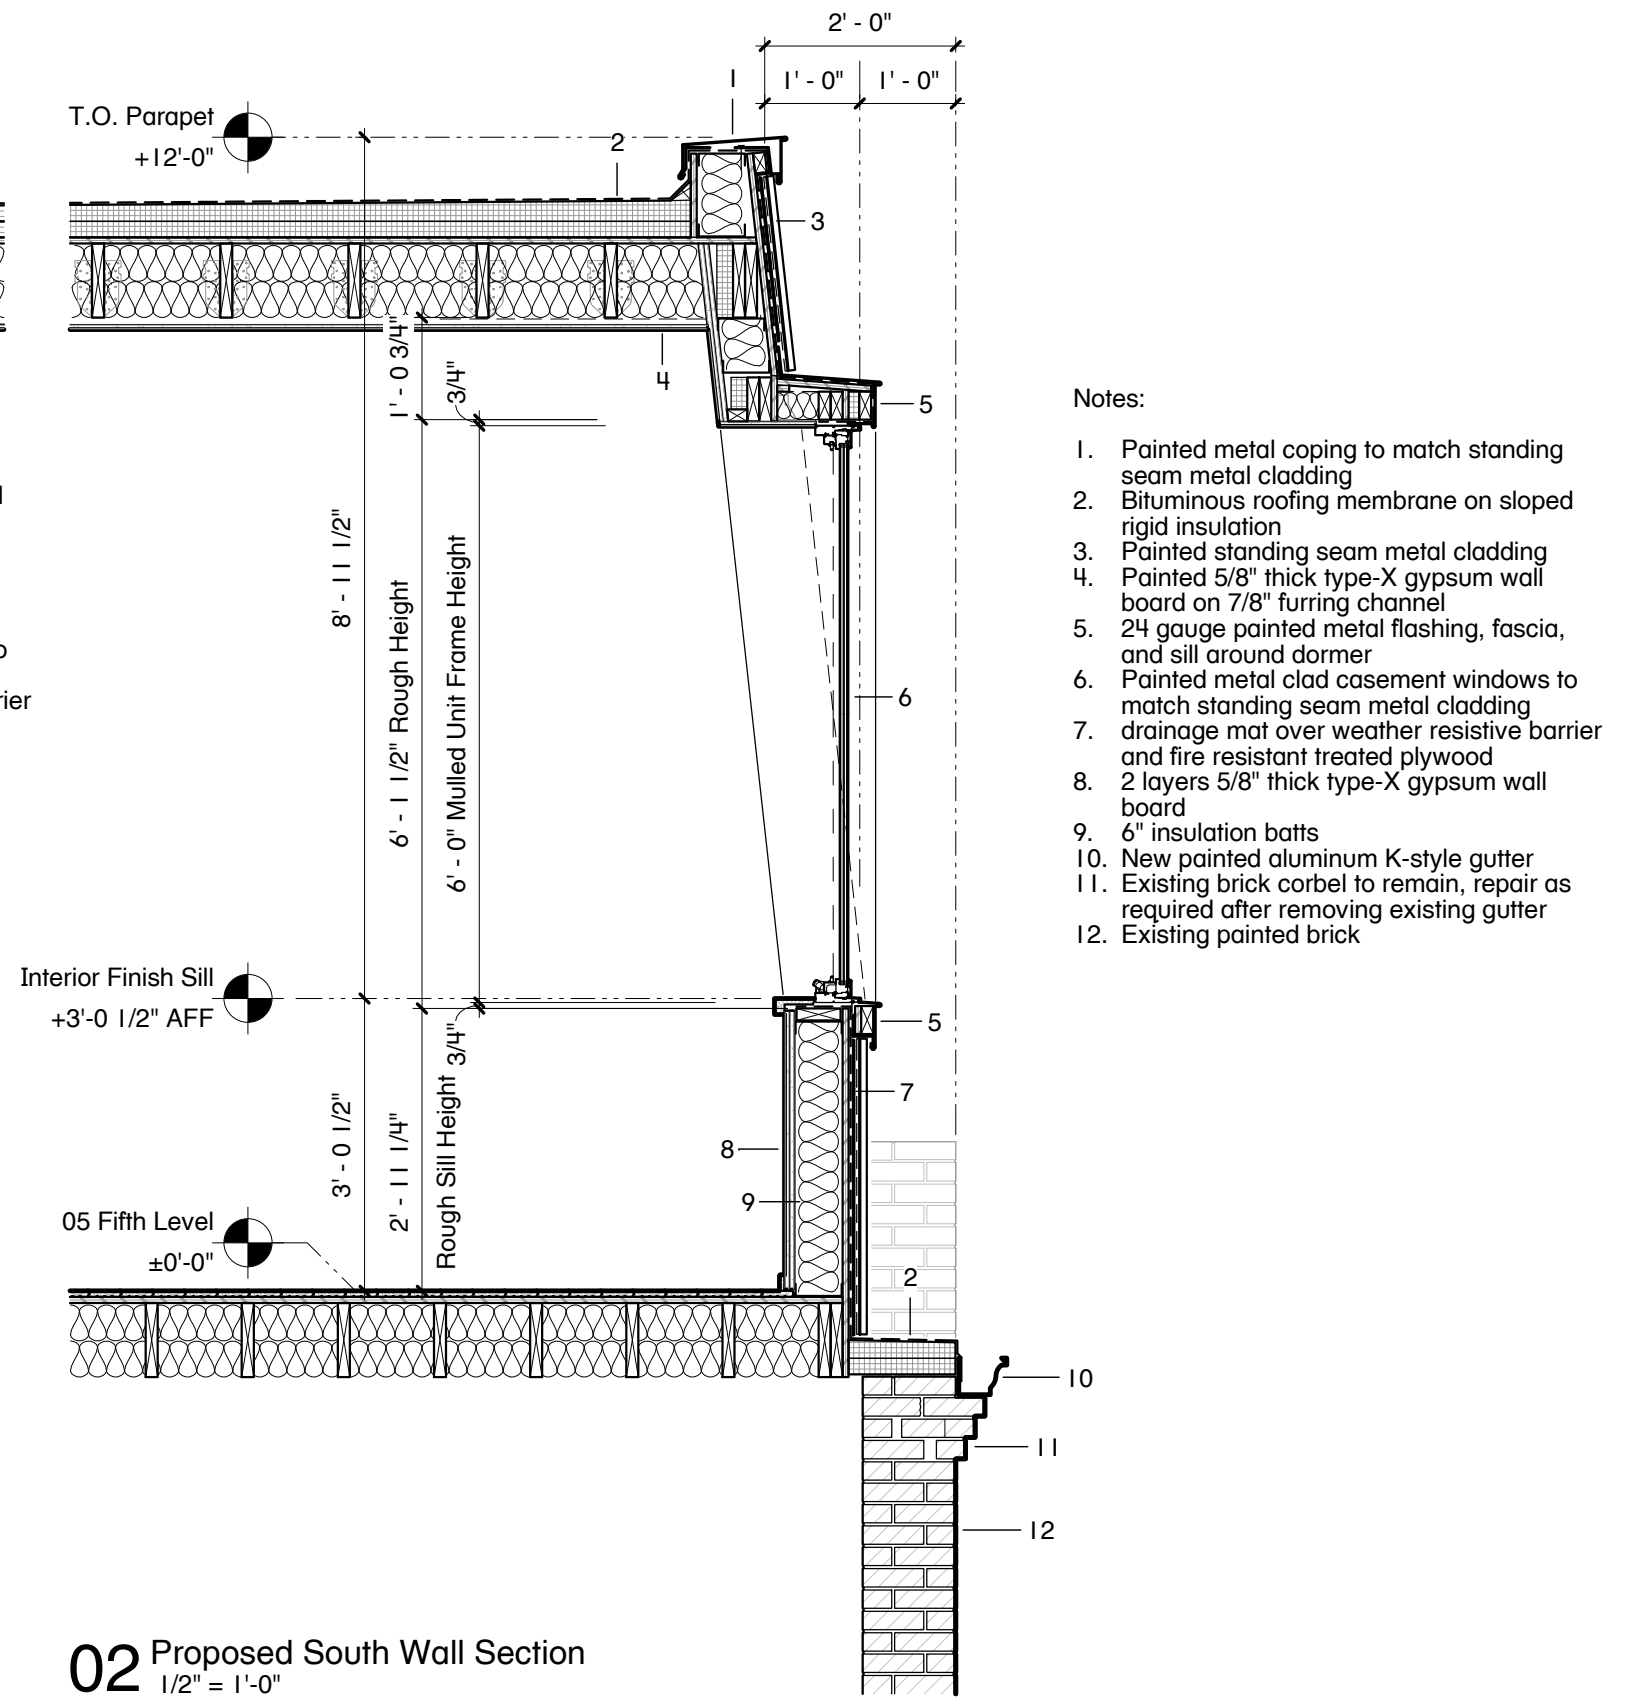 2' - 0"
1' - 0"
1' - 0"
1
T.O. Parapet
+12'-0"
2
3
4
1' - 0 3/4"
3/4"
5
8' - 11 1/2"
6' - 1 1/2" Rough Height
6' - 0" Mulled Unit Frame Height
6
Interior Finish Sill
+3'-0 1/2" AFF
3/4"
5
7
3' - 0 1/2"
2' - 11 1/4"
Rough Sill Height
8
9
05 Fifth Level
±0'-0"
2
10
11
12
rier
Notes:
1. Painted metal coping to match standing
seam metal cladding
2. Bituminous roofing membrane on sloped
rigid insulation
3. Painted standing seam metal cladding
4. Painted 5/8" thick type-X gypsum wall
board on 7/8" furring channel
5. 24 gauge painted metal flashing, fascia,
and sill around dormer
6. Painted metal clad casement windows to
match standing seam metal cladding
7. drainage mat over weather resistive barrier
and fire resistant treated plywood
8. 2 layers 5/8" thick type-X gypsum wall
board
9. 6" insulation batts
10. New painted aluminum K-style gutter
11. Existing brick corbel to remain, repair as
required after removing existing gutter
12. Existing painted brick
02 Proposed South Wall Section
1/2" = 1'-0"